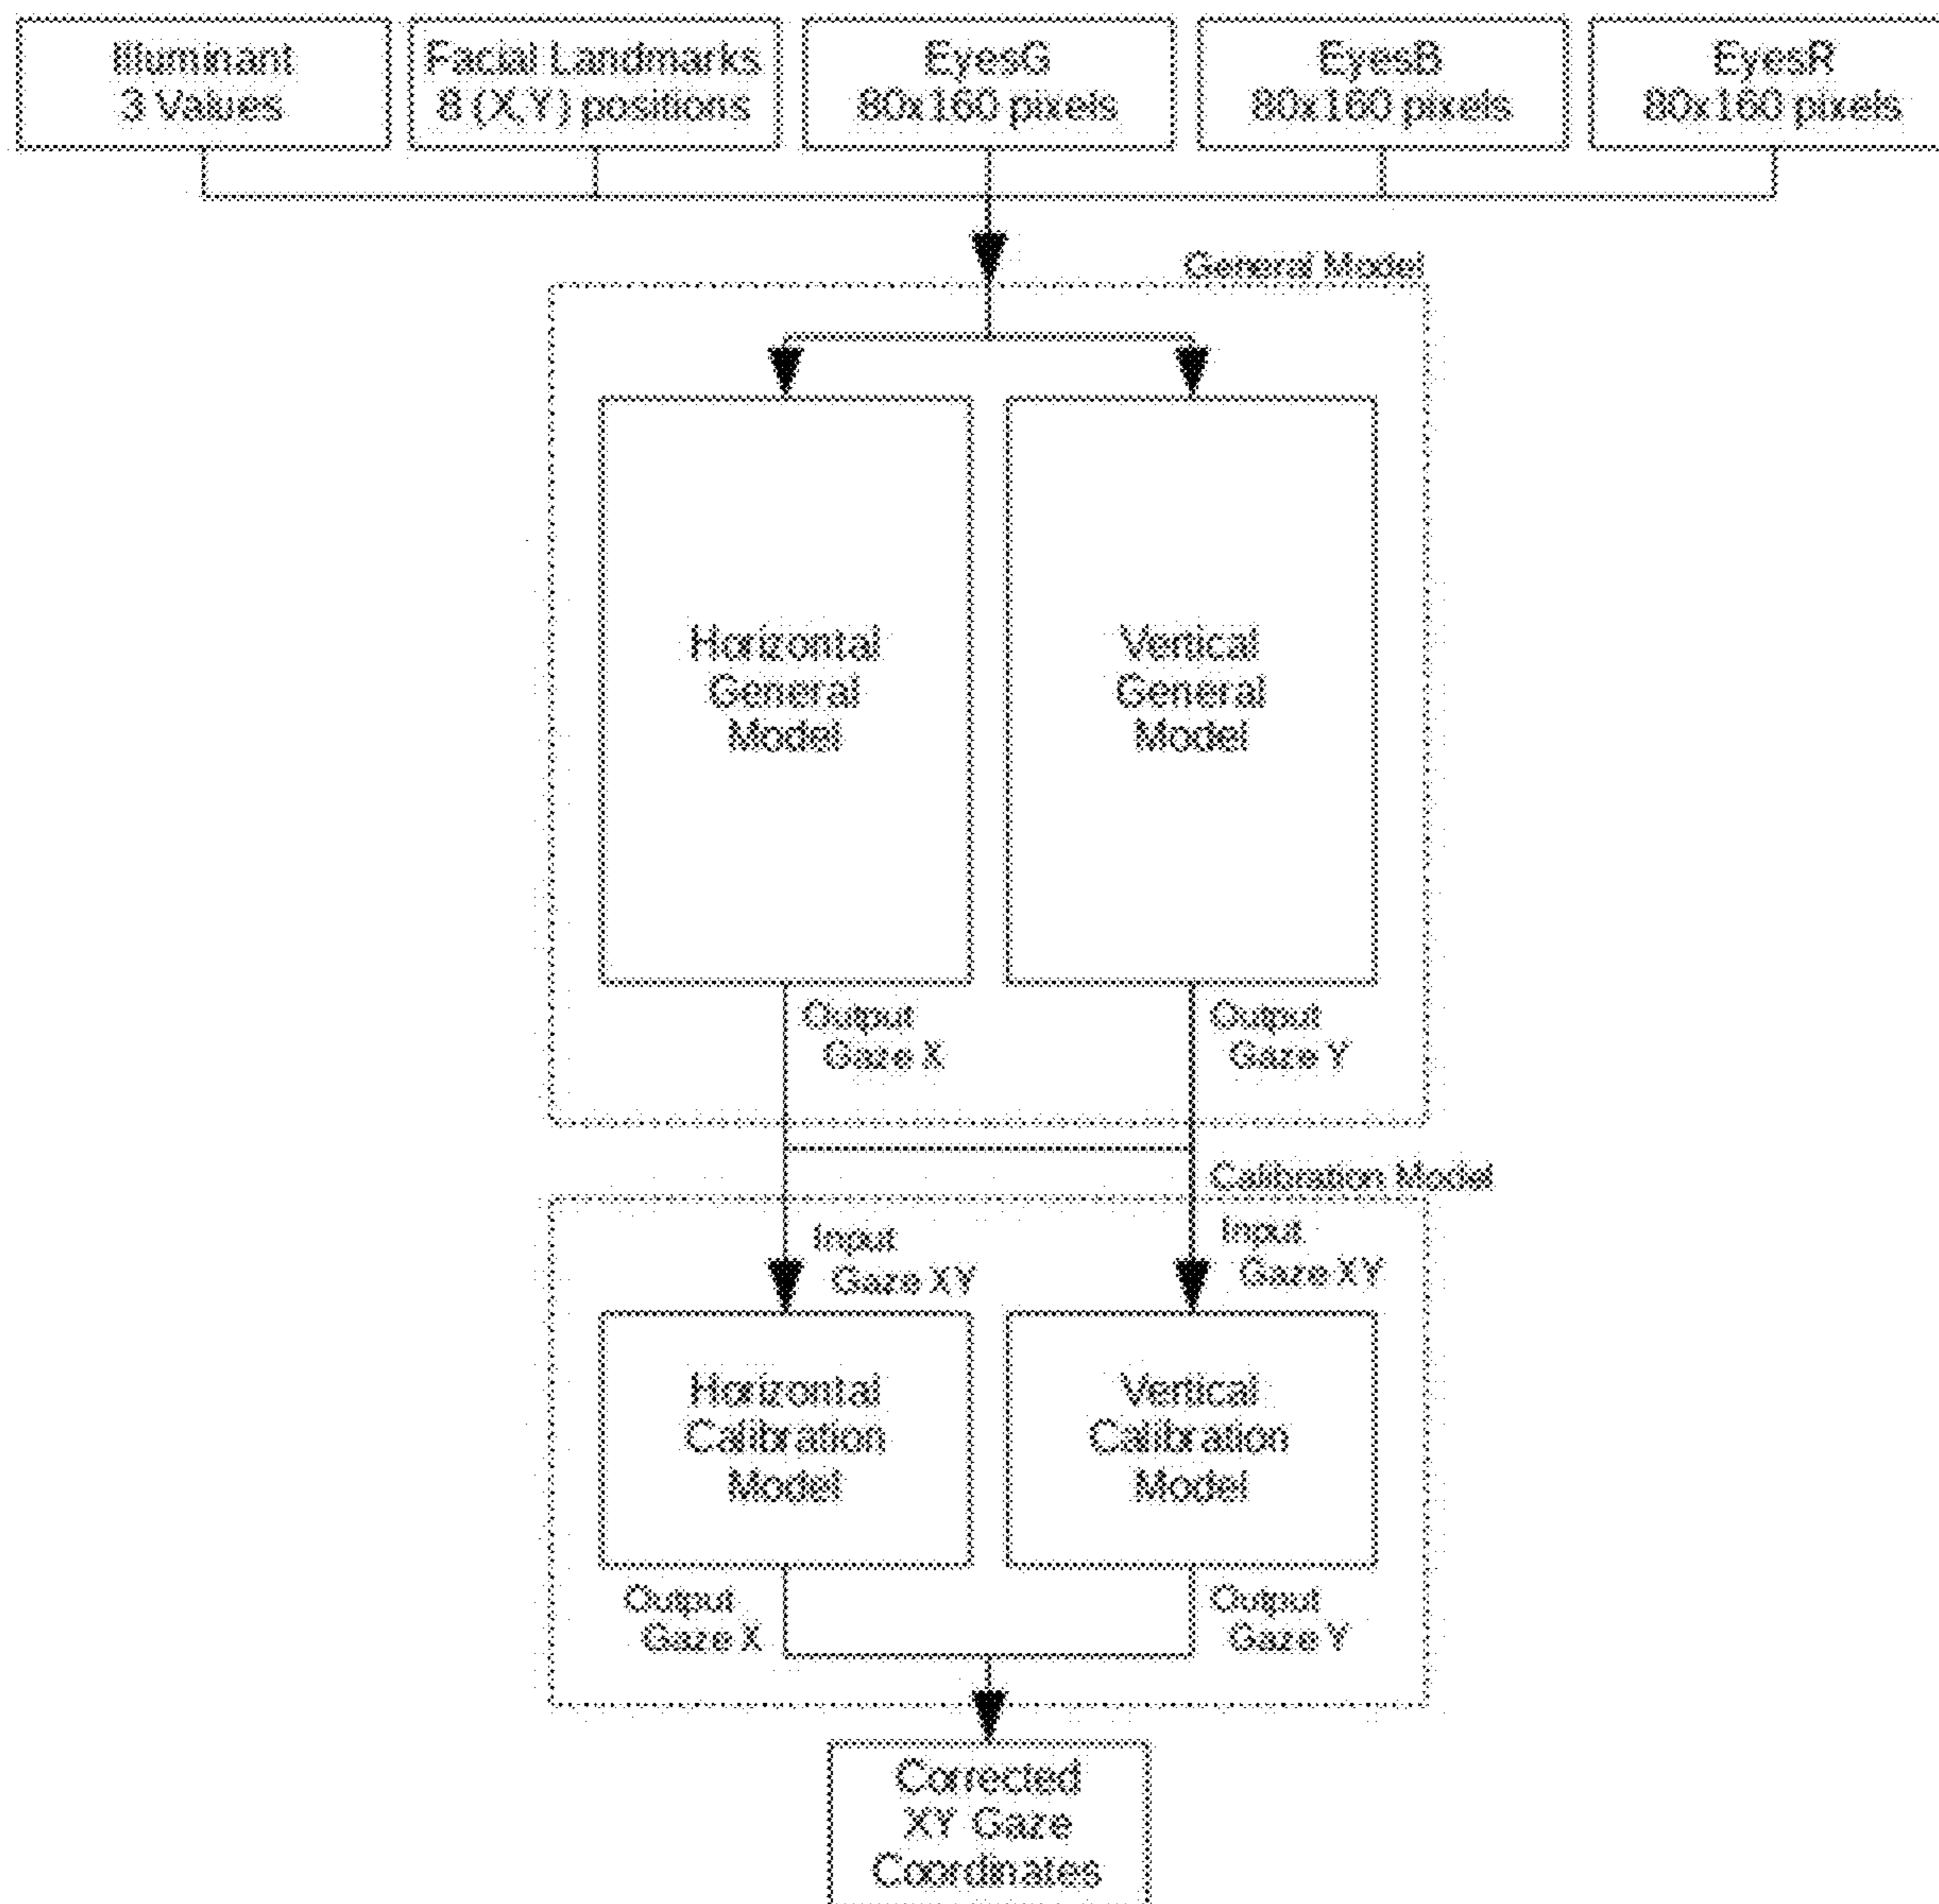 Illuminant
3 Values
Facial Landmarks
8 (X,Y) positions
EyesG
80x160 pixels
EyesB
80x160 pixels
EyesR
80x160 pixels
General Model
Horizontal
General
Model
Vertical
General
Model
Output
Gaze X
Output
Gaze Y
Calibration Model
Input
Gaze XY
Input
Gaze XY
Horizontal
Calibration
Model
Vertical
Calibration
Model
Output
Gaze X
Output
Gaze Y
Corrected
XY Gaze
Coordinates